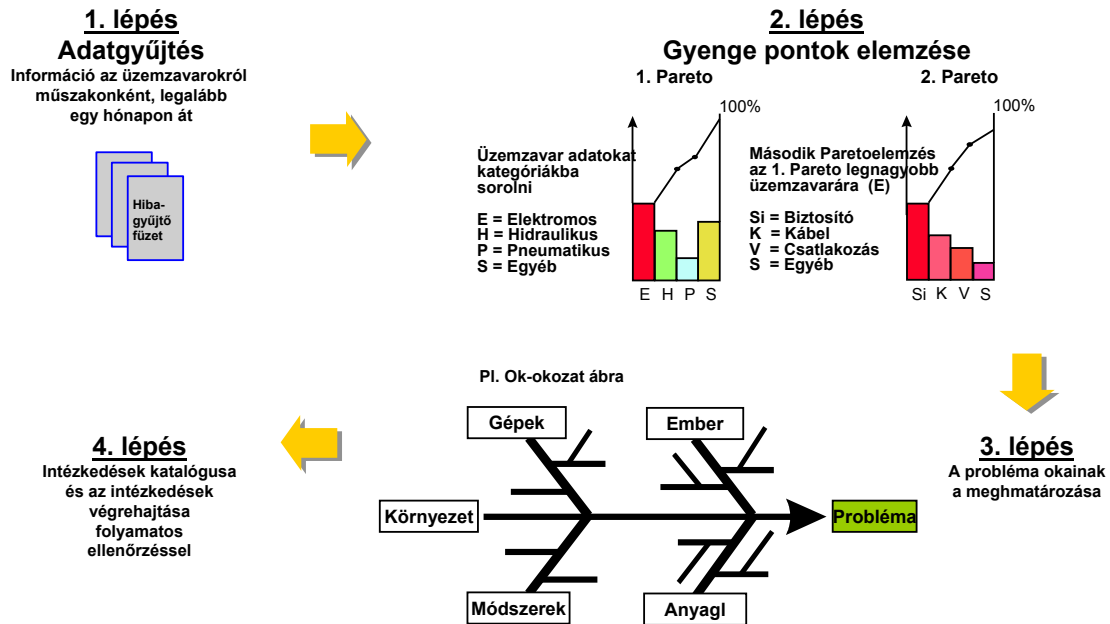 1. lépés
Adatgyűjtés
Információ az üzemzavarokról
műszakonként, legalább
egy hónapon át
Hiba-
gyűjtő
füzet
2. lépés
Gyenge pontok elemzése
1. Pareto
100%
Üzemzavar adatokat
kategóriákba
sorolni
E = Elektromos
H = Hidraulikus
P = Pneumatikus
S = Egyéb
E H P S
2. Pareto
100%
Második Paretoelemzés
az 1. Pareto legnagyobb
üzemzavarára (E)
Si = Biztosító
K = Kábel
V = Csatlakozás
S = Egyéb
Si K V S
3. lépés
A probléma okainak
a meghmatározása
Pl. Ok-okozat ábra
Gépek
Ember
Környezet
Probléma
Módszerek
Anyagl
4. lépés
Intézkedések katalógusa
és az intézkedések
végrehajtása
folyamatos
ellenőrzéssel